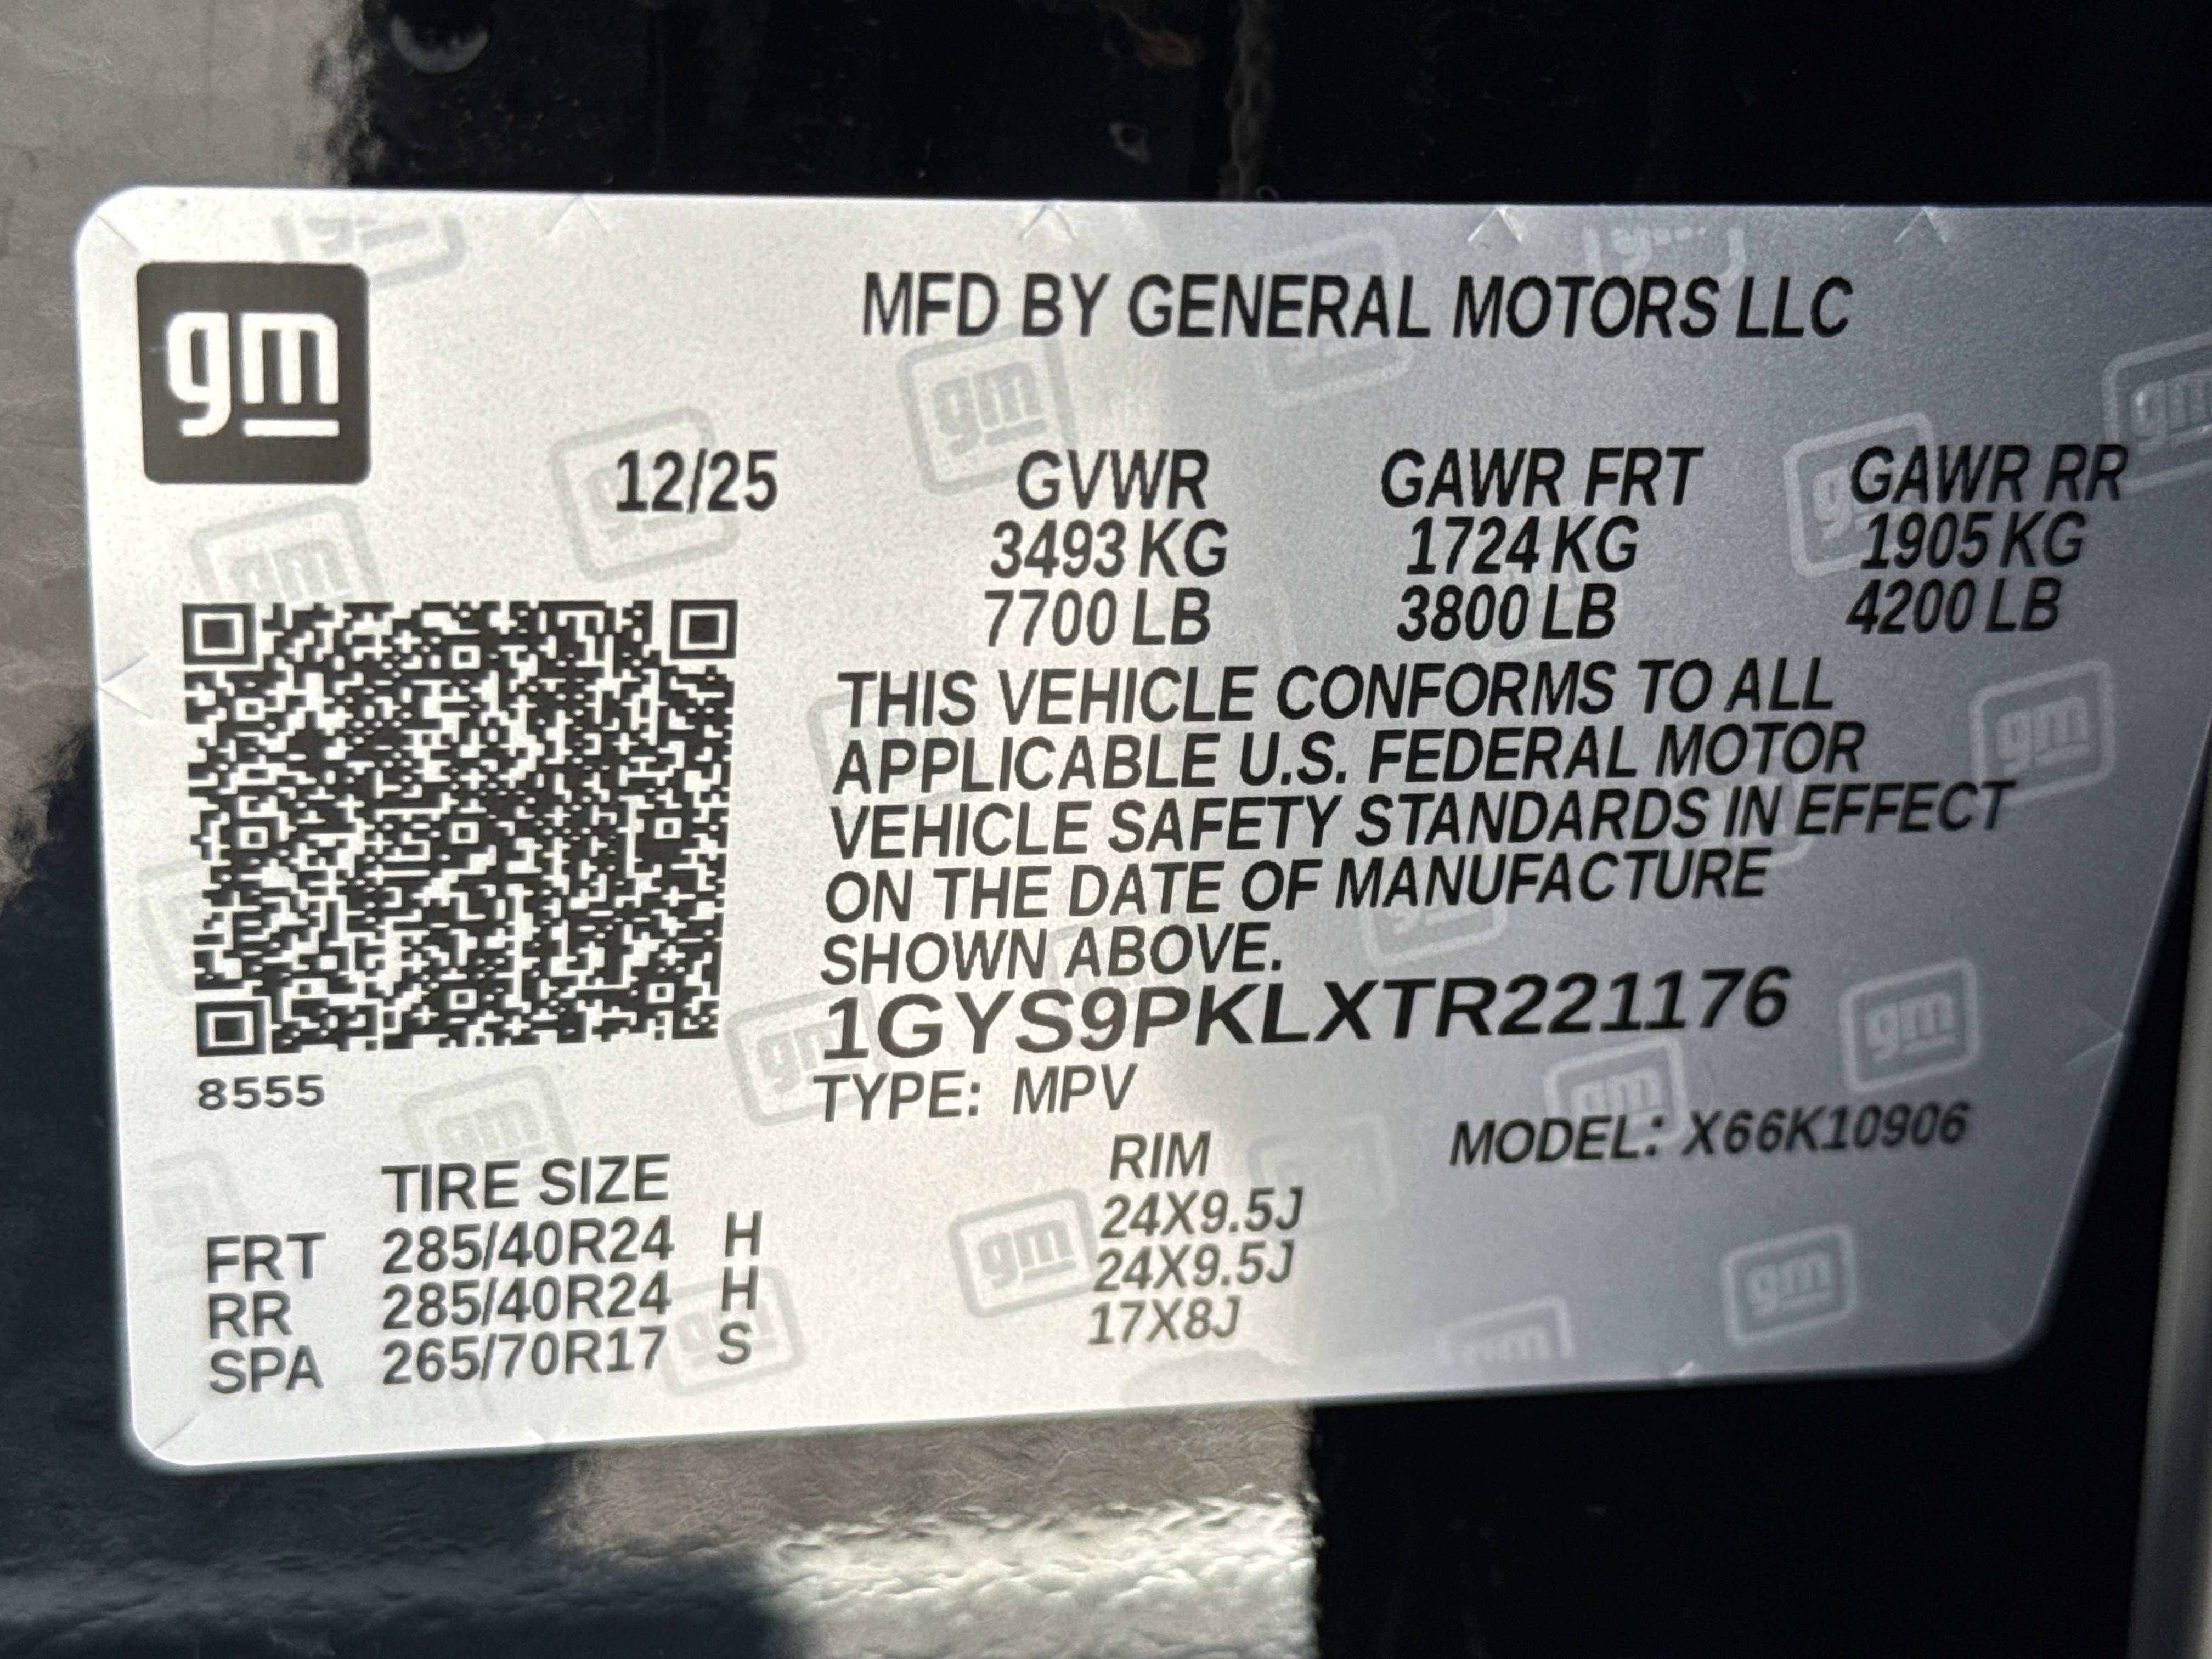 gm
MFD BY GENERAL MOTORS LLC
12/25 GVWR GAWR FRT GAWR RR
3493 KG 1724 KG 1905 KG
7700 LB 3800 LB 4200 LB
THIS VEHICLE CONFORMS TO ALL
APPLICABLE U.S. FEDERAL MOTOR
VEHICLE SAFETY STANDARDS IN EFFECT
ON THE DATE OF MANUFACTURE
SHOWN ABOVE.
1GYS9PKLXTR221176
8555
TYPE: MPV
MODEL: X66K10906
TIRE SIZE RIM
FRT 285/40R24 H 24X9.5J
RR 285/40R24 H 24X9.5J
SPA 265/70R17 S 17X8J